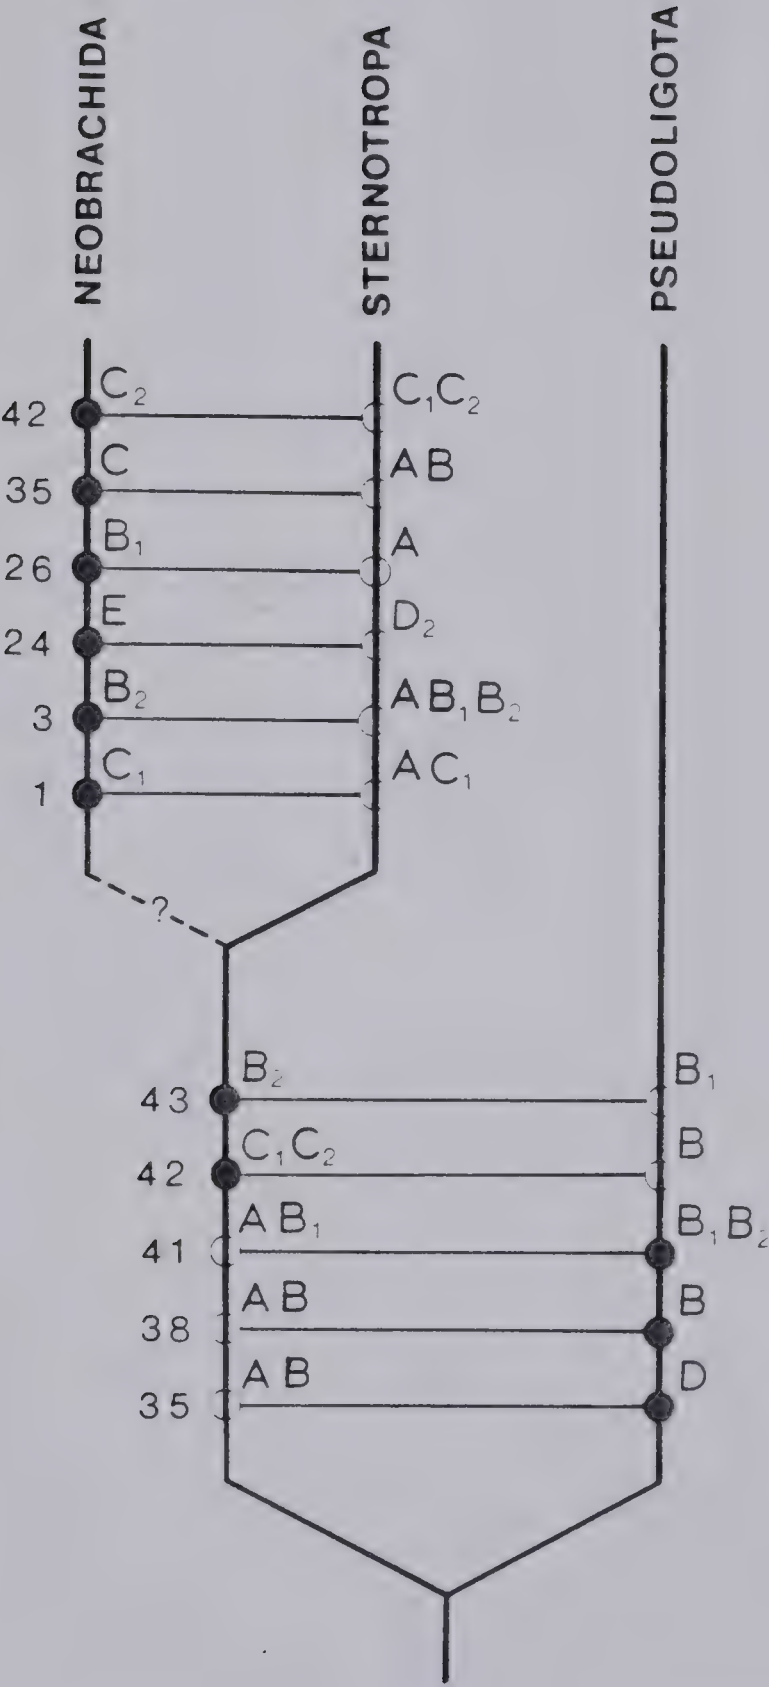 NEOBRACHIDA
STERNOTROPA
PSEUDOLIGOTA
42 C₂ C₁C₂
35 C AB
26 B₁ A
24 E D₂
3 B₂ AB₁B₂
1 C₁ AC₁
?
43 B₂ B₁
42 C₁C₂ B
41 AB₁ B₁B₂
38 AB B
35 AB D